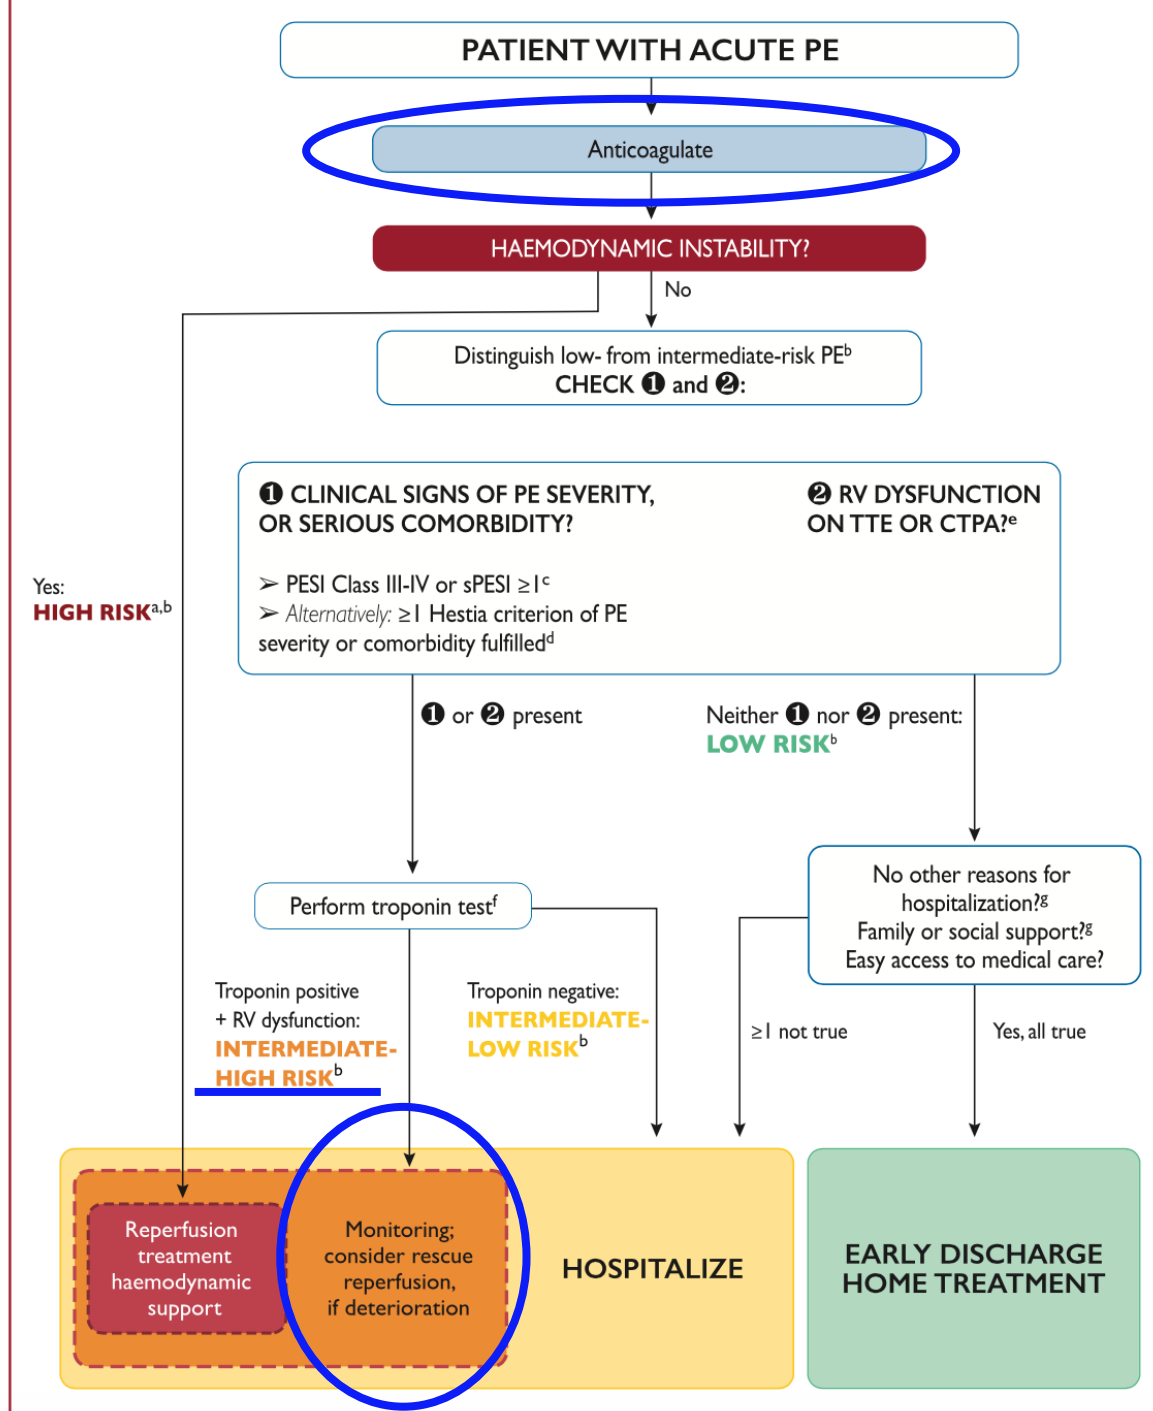 PATIENT WITH ACUTE PE
Anticoagulate
HAEMODYNAMIC INSTABILITY?
No
Distinguish low- from intermediate-risk PEᵇ
CHECK ❶ and ❷:
❶ CLINICAL SIGNS OF PE SEVERITY,
OR SERIOUS COMORBIDITY?
➢ PESI Class III-IV or sPESI ≥1ᶜ
➢ Alternatively: ≥1 Hestia criterion of PE
severity or comorbidity fulfilledᵈ
❷ RV DYSFUNCTION
ON TTE OR CTPA?ᵉ
Yes:
HIGH RISKᵃ,ᵇ
❶ or ❷ present
Neither ❶ nor ❷ present:
LOW RISKᵇ
Perform troponin testᶠ
No other reasons for
hospitalization?ᵍ
Family or social support?ᵍ
Easy access to medical care?
Troponin positive
+ RV dysfunction:
INTERMEDIATE-
HIGH RISKᵇ
Troponin negative:
INTERMEDIATE-
LOW RISKᵇ
≥1 not true
Yes, all true
Reperfusion
treatment
haemodynamic
support
Monitoring;
consider rescue
reperfusion,
if deterioration
HOSPITALIZE
EARLY DISCHARGE
HOME TREATMENT